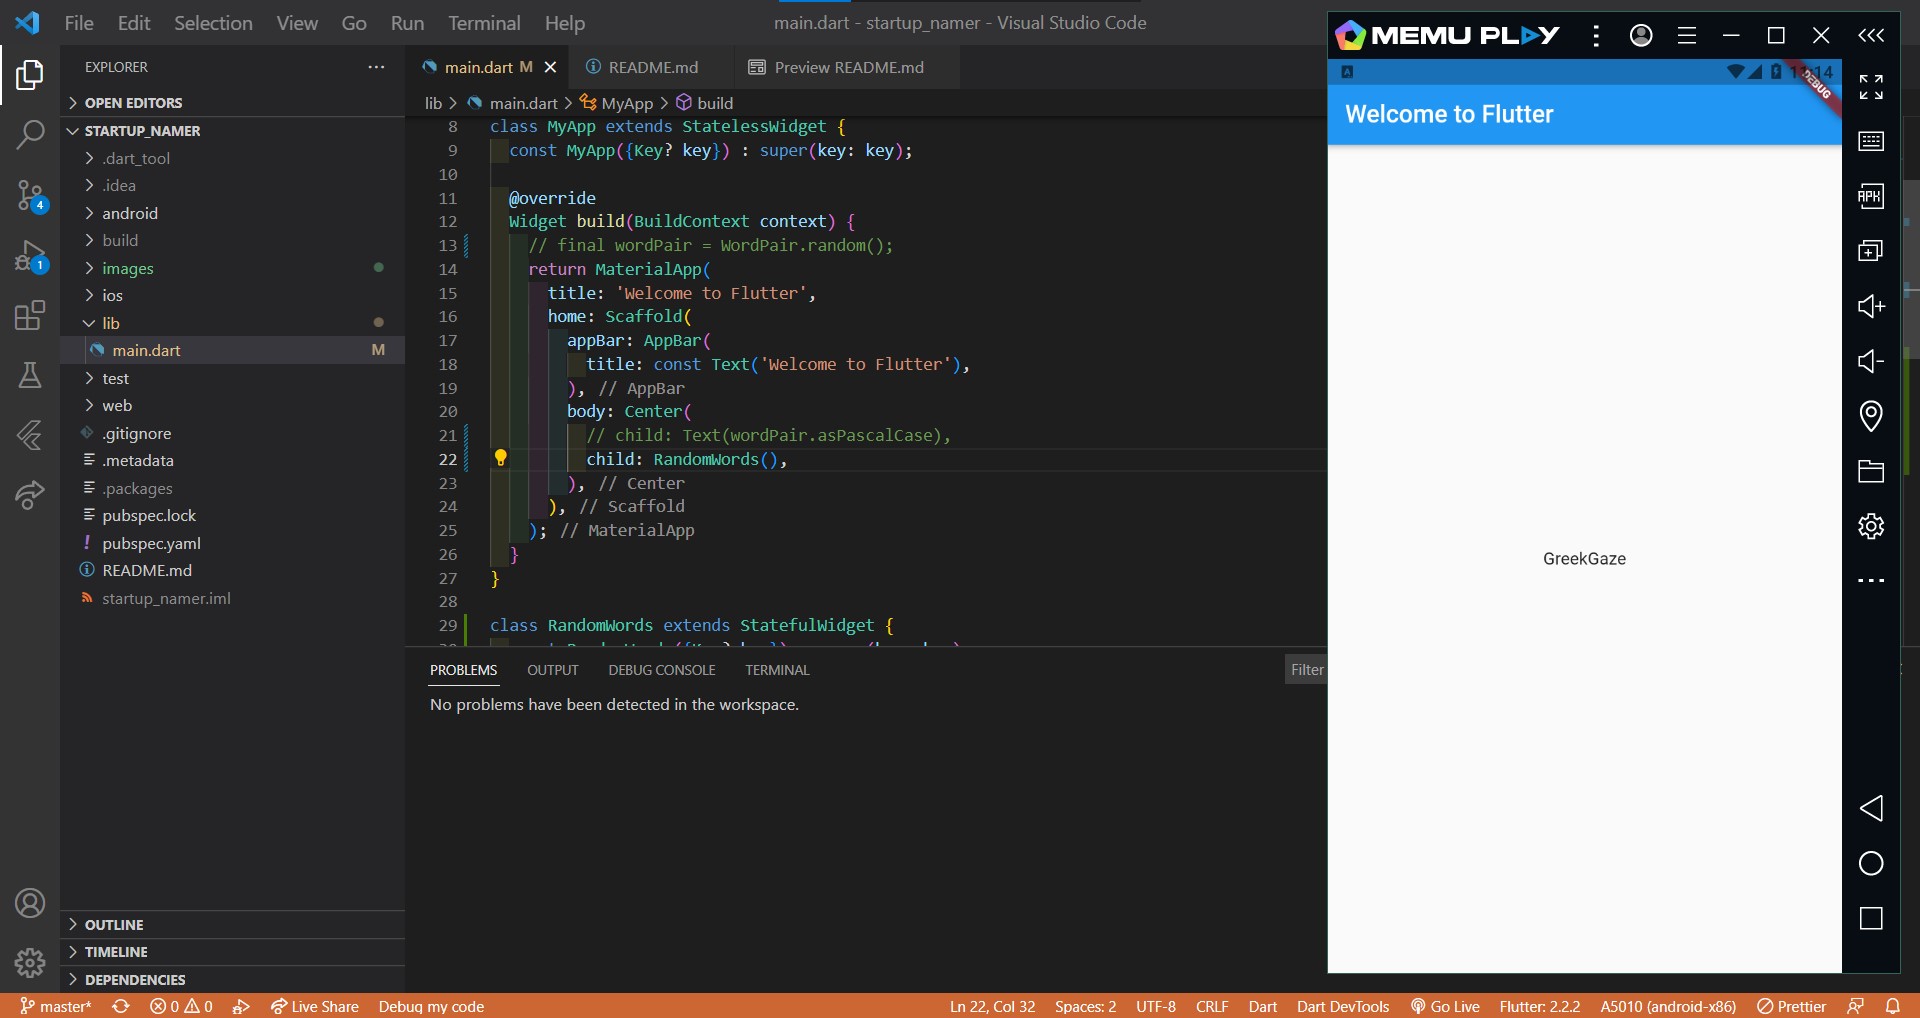 File Edit Selection View Go Run Terminal Help
main.dart - startup_namer - Visual Studio Code
EXPLORER
OPEN EDITORS
STARTUP_NAMER
.dart_tool
.idea
android
build
images
ios
lib
main.dart M
test
web
.gitignore
.metadata
.packages
pubspec.lock
! pubspec.yaml
README.md
startup_namer.iml
OUTLINE
TIMELINE
DEPENDENCIES
4
1
main.dart M README.md Preview README.md
lib > main.dart > MyApp > build
8 class MyApp extends StatelessWidget {
9 const MyApp({Key? key}) : super(key: key);
10
11 @override
12 Widget build(BuildContext context) {
13 // final wordPair = WordPair.random();
14 return MaterialApp(
15 title: 'Welcome to Flutter',
16 home: Scaffold(
17 appBar: AppBar(
18 title: const Text('Welcome to Flutter'),
19 ), // AppBar
20 body: Center(
21 // child: Text(wordPair.asPascalCase),
22 child: RandomWords(),
23 ), // Center
24 ), // Scaffold
25 ); // MaterialApp
26 }
27 }
28
29 class RandomWords extends StatefulWidget {
PROBLEMS OUTPUT DEBUG CONSOLE TERMINAL Filter
No problems have been detected in the workspace.
MEMU PLAY
DEBUG
Welcome to Flutter
GreekGaze
APK
master* 0 0 Live Share Debug my code Ln 22, Col 32 Spaces: 2 UTF-8 CRLF Dart Dart DevTools Go Live Flutter: 2.2.2 A5010 (android-x86) Prettier